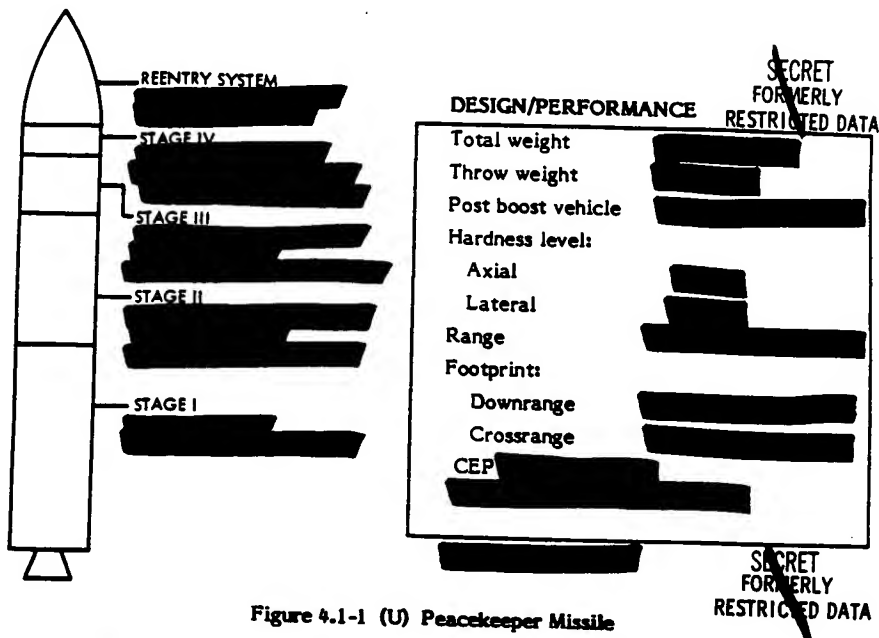 REENTRY SYSTEM
STAGE IV
STAGE III
STAGE II
STAGE I
SECRET
FORMERLY
RESTRICTED DATA
DESIGN/PERFORMANCE
Total weight
Throw weight
Post boost vehicle
Hardness level:
Axial
Lateral
Range
Footprint:
Downrange
Crossrange
CEP
SECRET
FORMERLY
RESTRICTED DATA
Figure 4.1-1 (U) Peacekeeper Missile